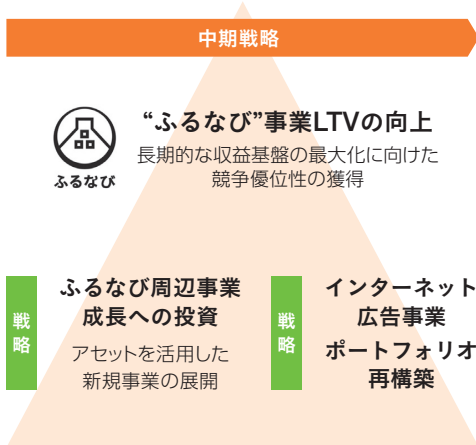 中期戦略
“ふるなび”事業LTVの向上
長期的な収益基盤の最大化に向けた
競争優位性の獲得
ふるなび
戦略
ふるなび周辺事業
成長への投資
アセットを活用した
新規事業の展開
戦略
インターネット
広告事業
ポートフォリオ
再構築